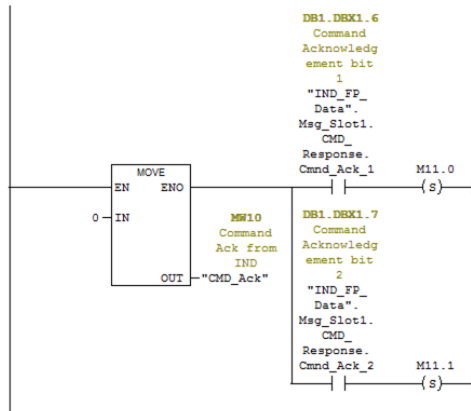 DB1.DBX1.6
Command
Acknowledg
ement bit
1
"IND_FP_
Data".
Msg_Slot1.
CMD_
Response.
Cmnd_Ack_1
M11.0
(S)
MOVE
EN
ENO
0
IN
MW10
Command
Ack from
IND
OUT
"CMD_Ack"
DB1.DBX1.7
Command
Acknowledg
ement bit
2
"IND_FP_
Data".
Msg_Slot1.
CMD_
Response.
Cmnd_Ack_2
M11.1
(S)